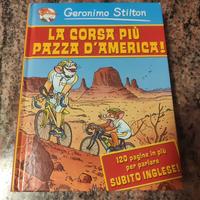 Geronimo Stilton
LA CORSA PIÙ
PAZZA D'AMERICA!
120 pagine in più
per parlare
SUBITO INGLESE!